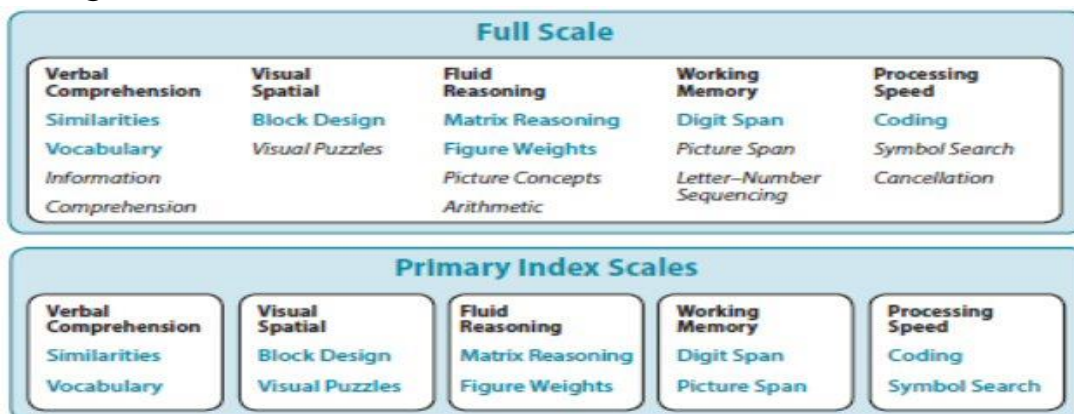 Full Scale
Verbal Comprehension
Similarities
Vocabulary
Information
Comprehension
Visual Spatial
Block Design
Visual Puzzles
Fluid Reasoning
Matrix Reasoning
Figure Weights
Picture Concepts
Arithmetic
Working Memory
Digit Span
Picture Span
Letter–Number Sequencing
Processing Speed
Coding
Symbol Search
Cancellation
Primary Index Scales
Verbal Comprehension
Similarities
Vocabulary
Visual Spatial
Block Design
Visual Puzzles
Fluid Reasoning
Matrix Reasoning
Figure Weights
Working Memory
Digit Span
Picture Span
Processing Speed
Coding
Symbol Search